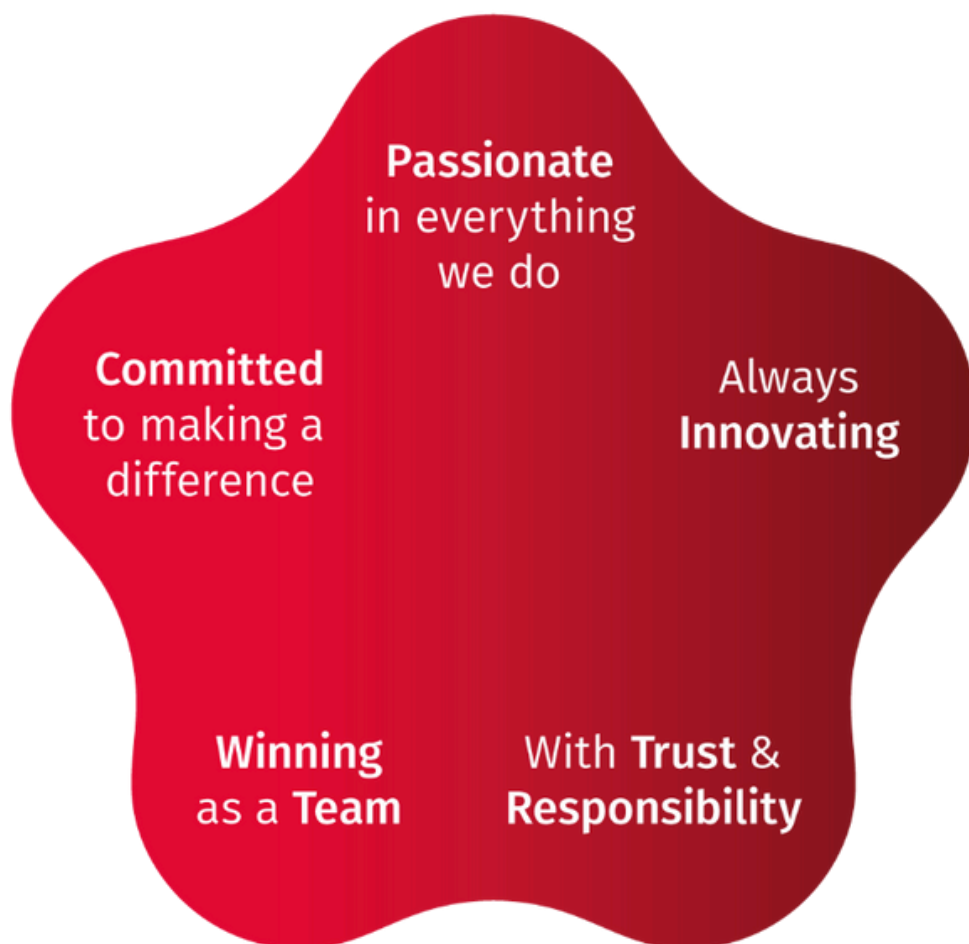 Passionate
in everything
we do
Committed
to making a
difference
Always
Innovating
Winning
as a Team
With Trust &
Responsibility